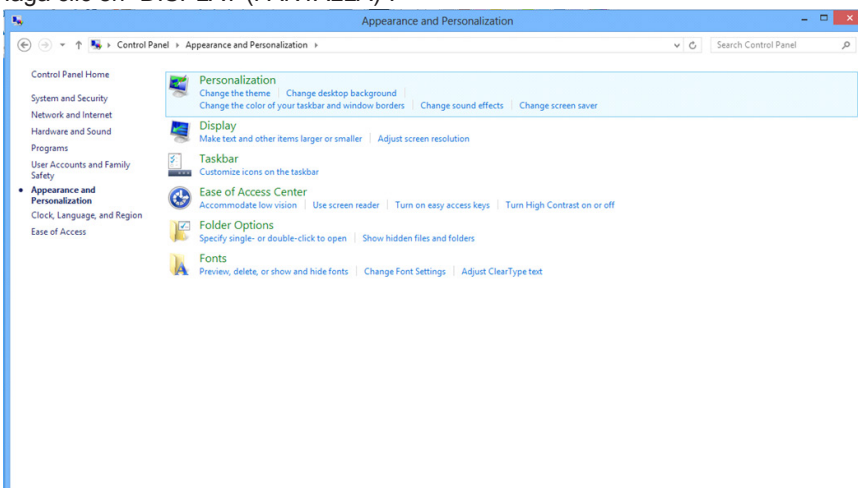 haga clic en "DISPLAY (PANTALLA)".
Appearance and Personalization
Control Panel Appearance and Personalization
Search Control Panel
Control Panel Home
System and Security
Network and Internet
Hardware and Sound
Programs
User Accounts and Family
Safety
Appearance and
Personalization
Clock, Language, and Region
Ease of Access
Personalization
Change the theme Change desktop background
Change the color of your taskbar and window borders Change sound effects Change screen saver
Display
Make text and other items larger or smaller Adjust screen resolution
Taskbar
Customize icons on the taskbar
Ease of Access Center
Accommodate low vision Use screen reader Turn on easy access keys Turn High Contrast on or off
Folder Options
Specify single- or double-click to open Show hidden files and folders
Fonts
Preview, delete, or show and hide fonts Change Font Settings Adjust ClearType text